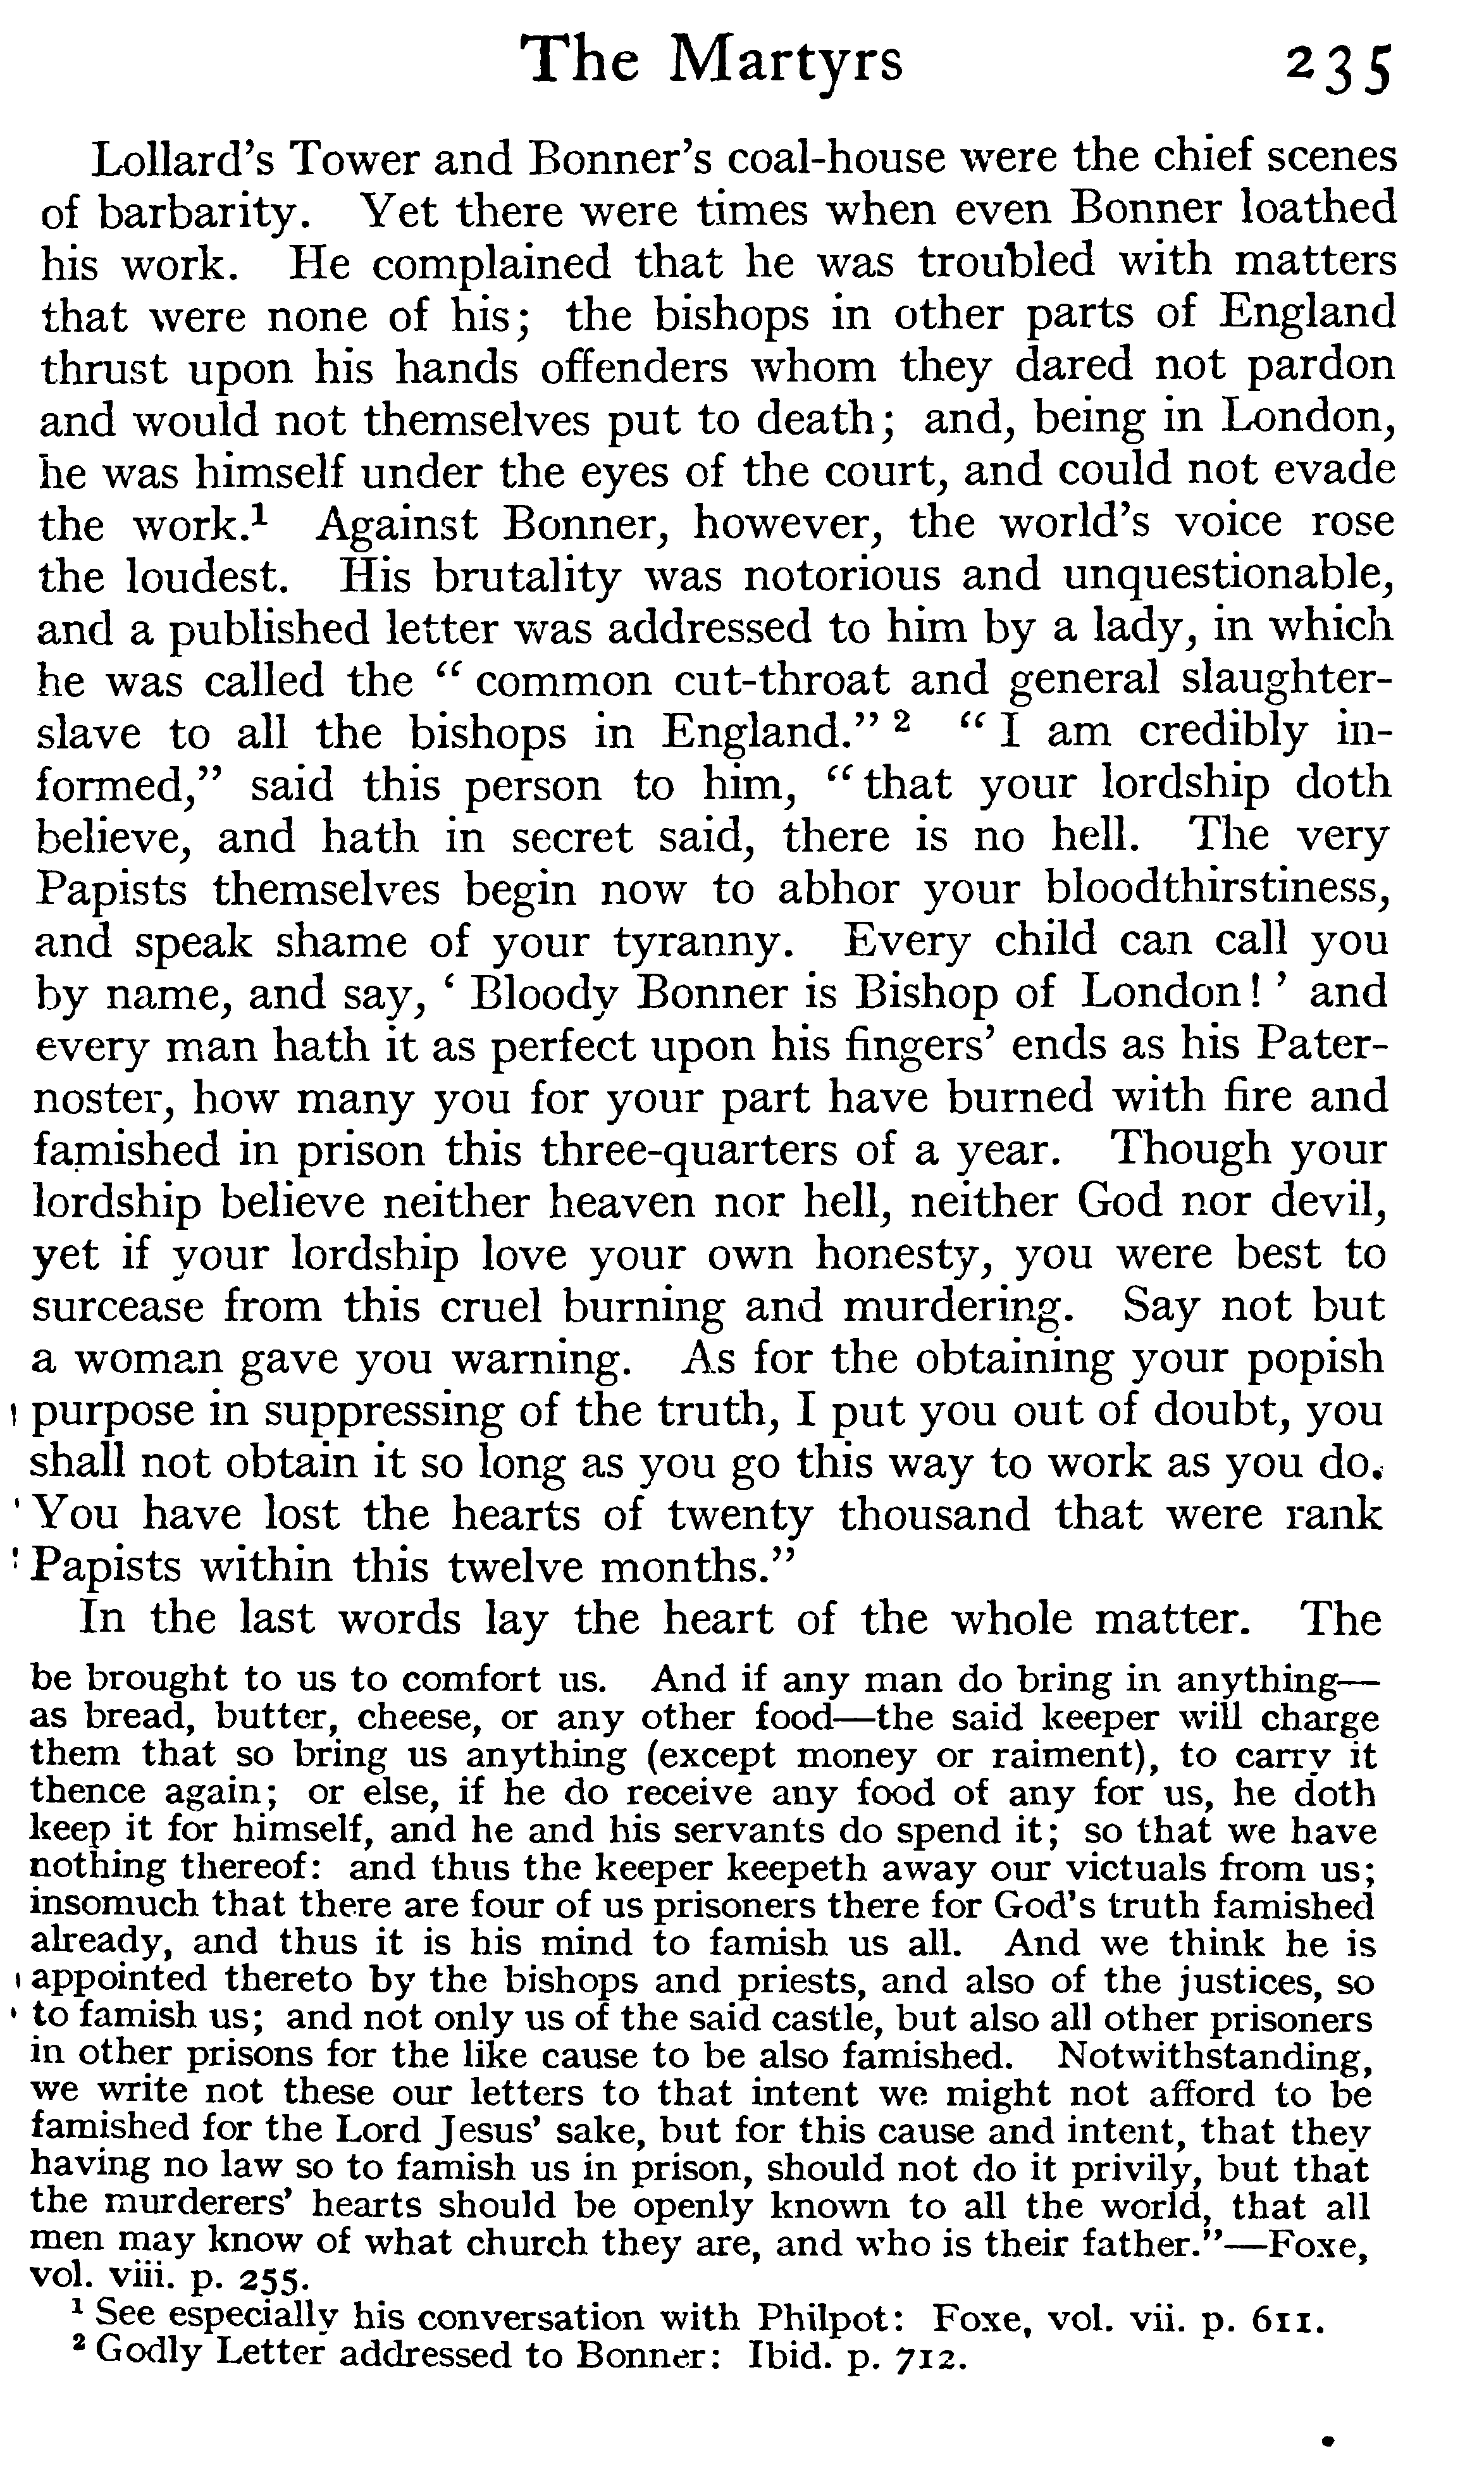 The Martyrs 235
Lollard's Tower and Bonner's coal-house were the chief scenes
of barbarity. Yet there were times when even Bonner loathed
his work. He complained that he was troubled with matters
that were none of his; the bishops in other parts of England
thrust upon his hands offenders whom they dared not pardon
and would not themselves put to death; and, being in London,
he was himself under the eyes of the court, and could not evade
the work.¹ Against Bonner, however, the world's voice rose
the loudest. His brutality was notorious and unquestionable,
and a published letter was addressed to him by a lady, in which
he was called the “ common cut-throat and general slaughter-
slave to all the bishops in England.” ² “ I am credibly in-
formed,” said this person to him, “ that your lordship doth
believe, and hath in secret said, there is no hell. The very
Papists themselves begin now to abhor your bloodthirstiness,
and speak shame of your tyranny. Every child can call you
by name, and say, ‘ Bloody Bonner is Bishop of London! ’ and
every man hath it as perfect upon his fingers’ ends as his Pater-
noster, how many you for your part have burned with fire and
famished in prison this three-quarters of a year. Though your
lordship believe neither heaven nor hell, neither God nor devil,
yet if your lordship love your own honesty, you were best to
surcease from this cruel burning and murdering. Say not but
a woman gave you warning. As for the obtaining your popish
purpose in suppressing of the truth, I put you out of doubt, you
shall not obtain it so long as you go this way to work as you do.
You have lost the hearts of twenty thousand that were rank
Papists within this twelve months.”
In the last words lay the heart of the whole matter. The
be brought to us to comfort us. And if any man do bring in anything—
as bread, butter, cheese, or any other food—the said keeper will charge
them that so bring us anything (except money or raiment), to carry it
thence again; or else, if he do receive any food of any for us, he doth
keep it for himself, and he and his servants do spend it; so that we have
nothing thereof: and thus the keeper keepeth away our victuals from us;
insomuch that there are four of us prisoners there for God's truth famished
already, and thus it is his mind to famish us all. And we think he is
appointed thereto by the bishops and priests, and also of the justices, so
to famish us; and not only us of the said castle, but also all other prisoners
in other prisons for the like cause to be also famished. Notwithstanding,
we write not these our letters to that intent we might not afford to be
famished for the Lord Jesus’ sake, but for this cause and intent, that they
having no law so to famish us in prison, should not do it privily, but that
the murderers’ hearts should be openly known to all the world, that all
men may know of what church they are, and who is their father.”—Foxe,
vol. viii. p. 255.
¹ See especially his conversation with Philpot: Foxe, vol. vii. p. 611.
² Godly Letter addressed to Bonner: Ibid. p. 712.